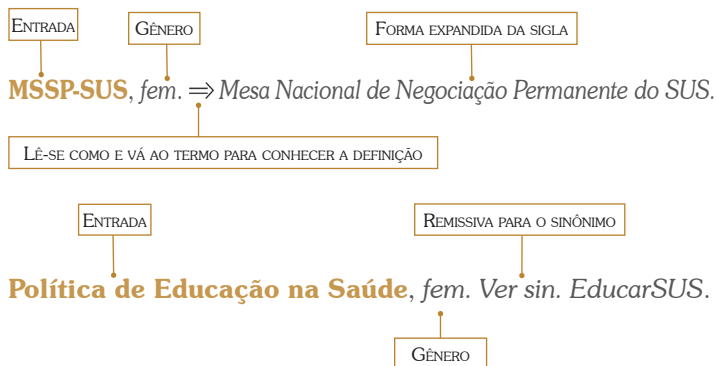 Entrada
Gênero
Forma expandida da sigla
MSSP-SUS, fem. ⇒ Mesa Nacional de Negociação Permanente do SUS.
Lê-se como e vá ao termo para conhecer a definição
Entrada
Remissiva para o sinônimo
Política de Educação na Saúde, fem. Ver sin. EducarSUS.
Gênero